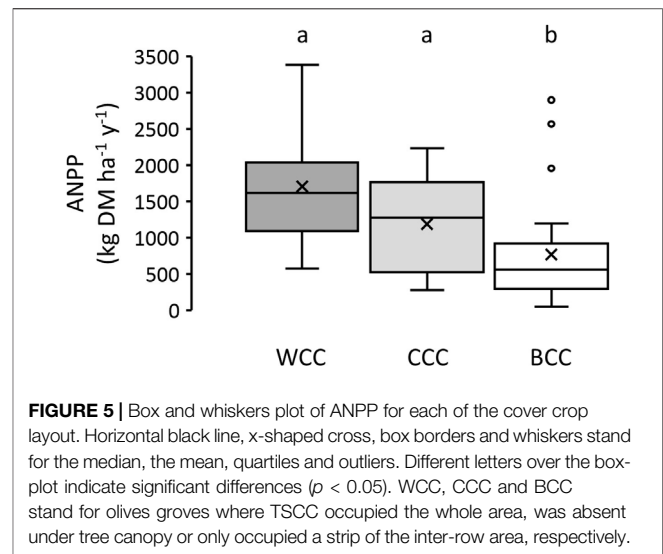 a a b
3500
3000
2500
2000
1500
1000
500
0
ANPP
(kg DM ha⁻¹ y⁻¹)
WCC CCC BCC
FIGURE 5 | Box and whiskers plot of ANPP for each of the cover crop
layout. Horizontal black line, x-shaped cross, box borders and whiskers stand
for the median, the mean, quartiles and outliers. Different letters over the box-
plot indicate significant differences (p < 0.05). WCC, CCC and BCC
stand for olives groves where TSCC occupied the whole area, was absent
under tree canopy or only occupied a strip of the inter-row area, respectively.